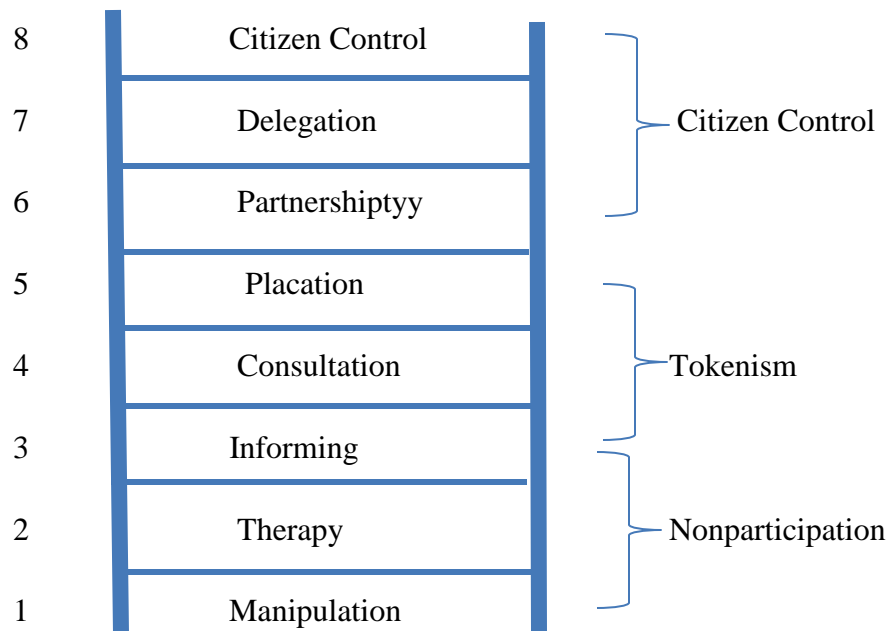 8 Citizen Control
7 Delegation Citizen Control
6 Partnershiptyy
5 Placation
4 Consultation Tokenism
3 Informing
2 Therapy Nonparticipation
1 Manipulation